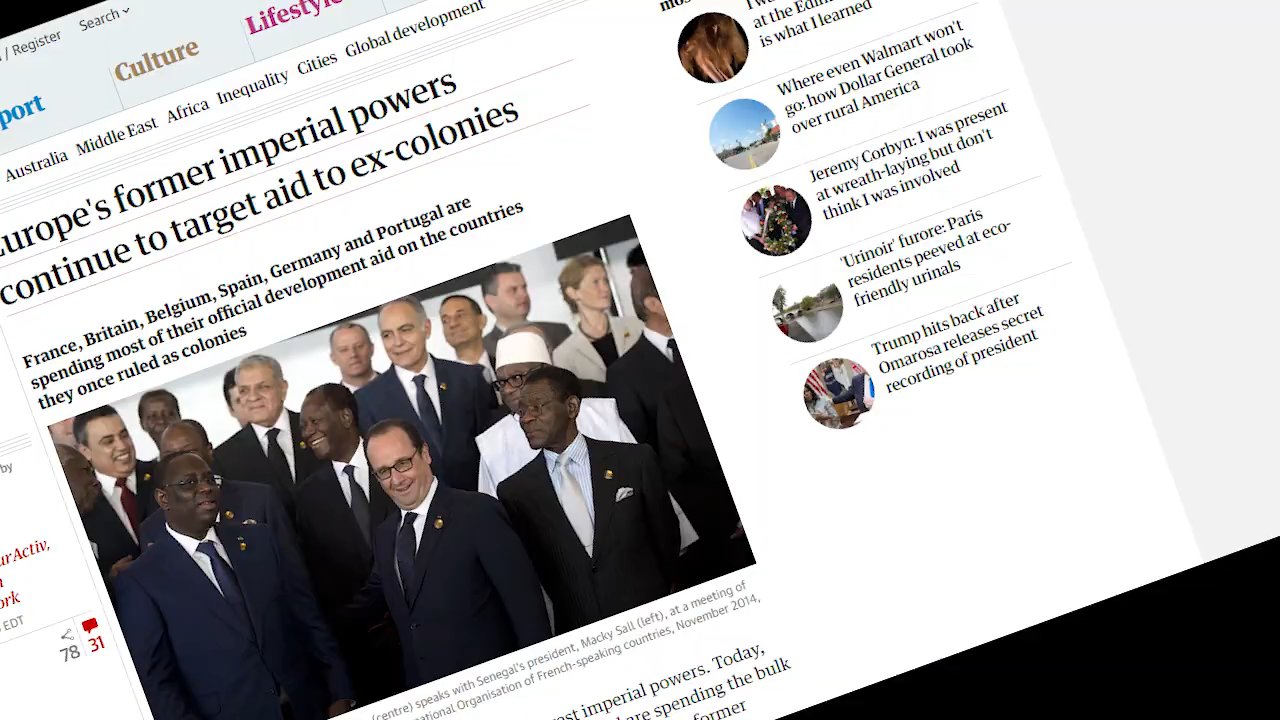 / Register
Search
Culture
Lifestyle
port
Australia Middle East Africa Inequality Cities Global development
Europe's former imperial powers
continue to target aid to ex-colonies
France, Britain, Belgium, Spain, Germany and Portugal are
spending most of their official development aid on the countries
they once ruled as colonies
by
urActiv,
ork
EDT
78
31
(centre) speaks with Senegal's president, Macky Sall (left), at a meeting of
national Organisation of French-speaking countries, November 2014,
est imperial powers. Today,
are spending the bulk
former
is what I learned
Where even Walmart won't
go: how Dollar General took
over rural America
Jeremy Corbyn: I was present
at wreath-laying but don't
think I was involved
'Urinoir' furore: Paris
residents peeved at eco-
friendly urinals
Trump hits back after
Omarosa releases secret
recording of president